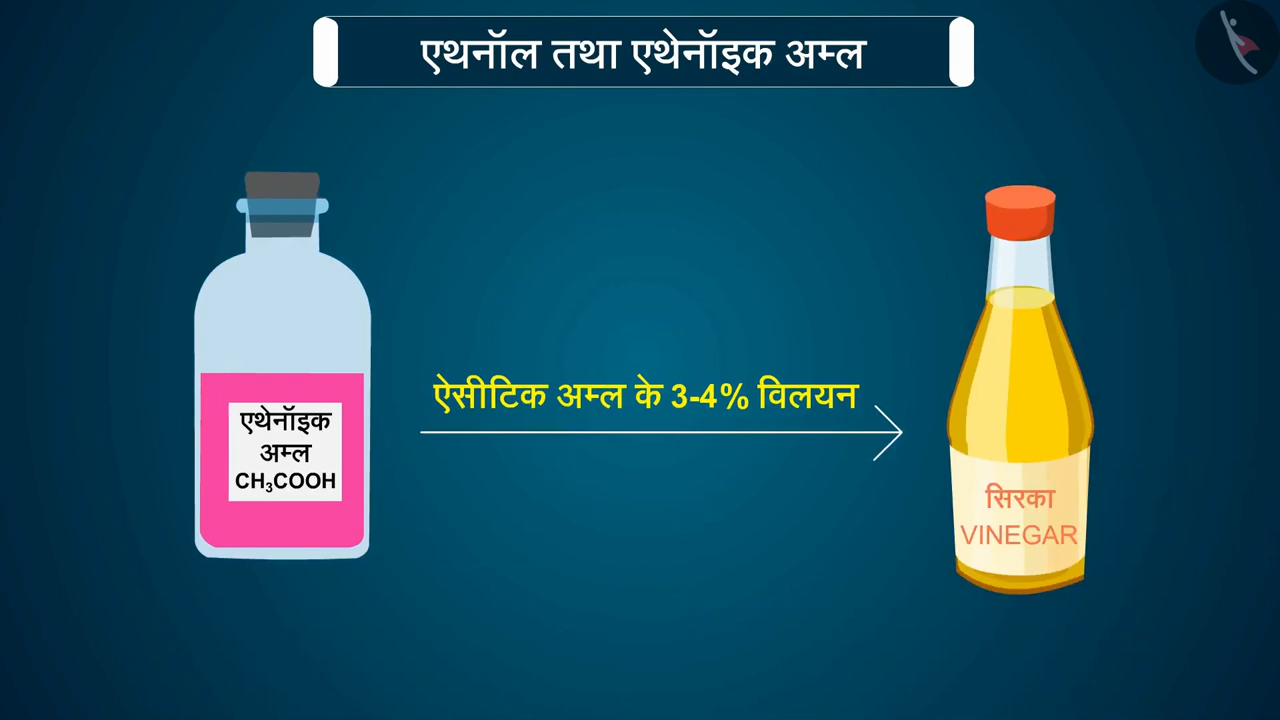 एथनॉल तथा एथेनॉइक अम्ल
ऐसीटिक अम्ल के 3-4% विलयन
एथेनॉइक
अम्ल
CH₃COOH
सिरका
VINEGAR